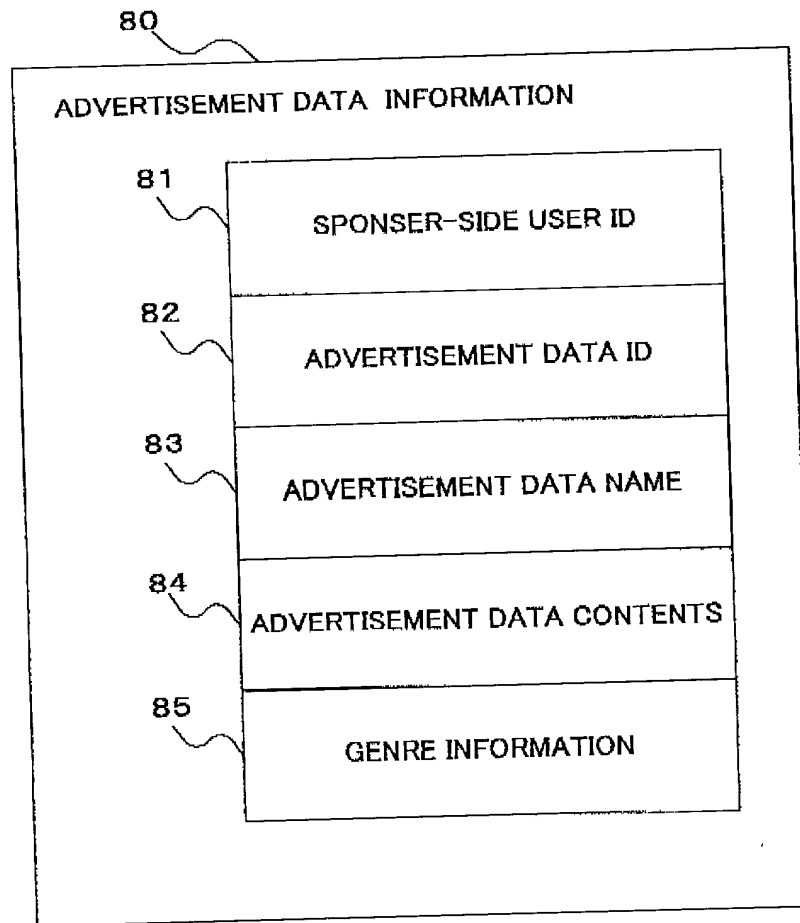 80
ADVERTISEMENT DATA INFORMATION
81
SPONSER-SIDE USER ID
82
ADVERTISEMENT DATA ID
83
ADVERTISEMENT DATA NAME
84
ADVERTISEMENT DATA CONTENTS
85
GENRE INFORMATION